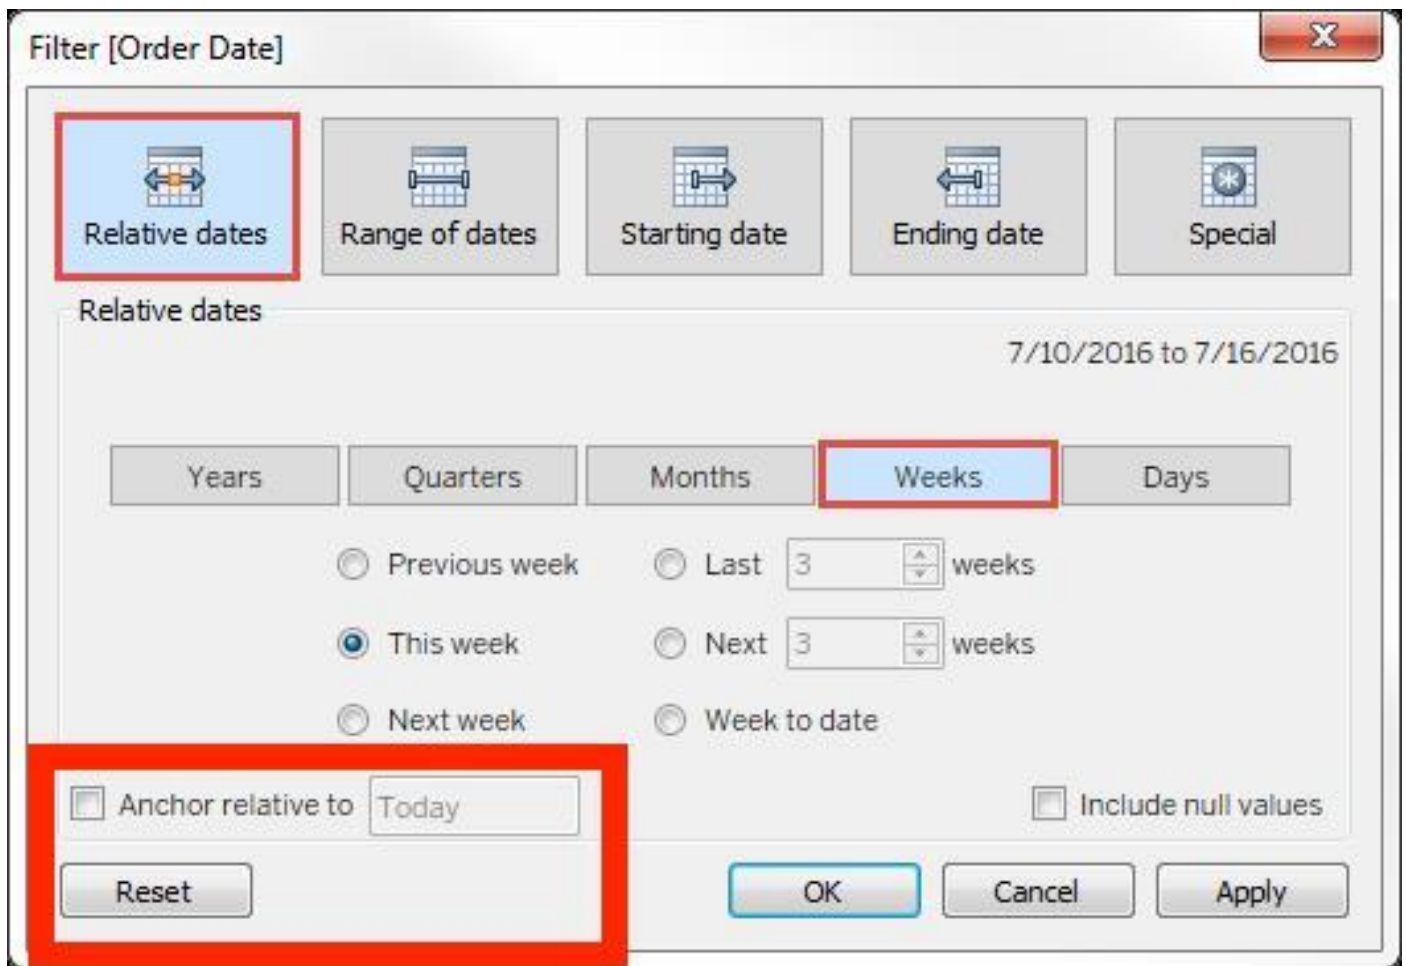 Filter [Order Date]
X
Relative dates
Range of dates
Starting date
Ending date
Special
Relative dates
7/10/2016 to 7/16/2016
Years Quarters Months Weeks Days
Previous week Last 3 weeks
This week Next 3 weeks
Next week Week to date
Anchor relative to Today Include null values
Reset OK Cancel Apply